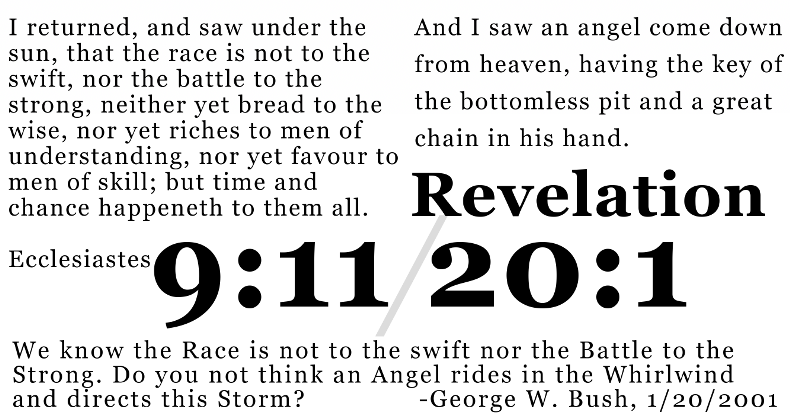 I returned, and saw under the
sun, that the race is not to the
swift, nor the battle to the
strong, neither yet bread to the
wise, nor yet riches to men of
understanding, nor yet favour to
men of skill; but time and
chance happeneth to them all.
Ecclesiastes 9:11
And I saw an angel come down
from heaven, having the key of
the bottomless pit and a great
chain in his hand.
Revelation
20:1
We know the Race is not to the swift nor the Battle to the
Strong. Do you not think an Angel rides in the Whirlwind
and directs this Storm? -George W. Bush, 1/20/2001